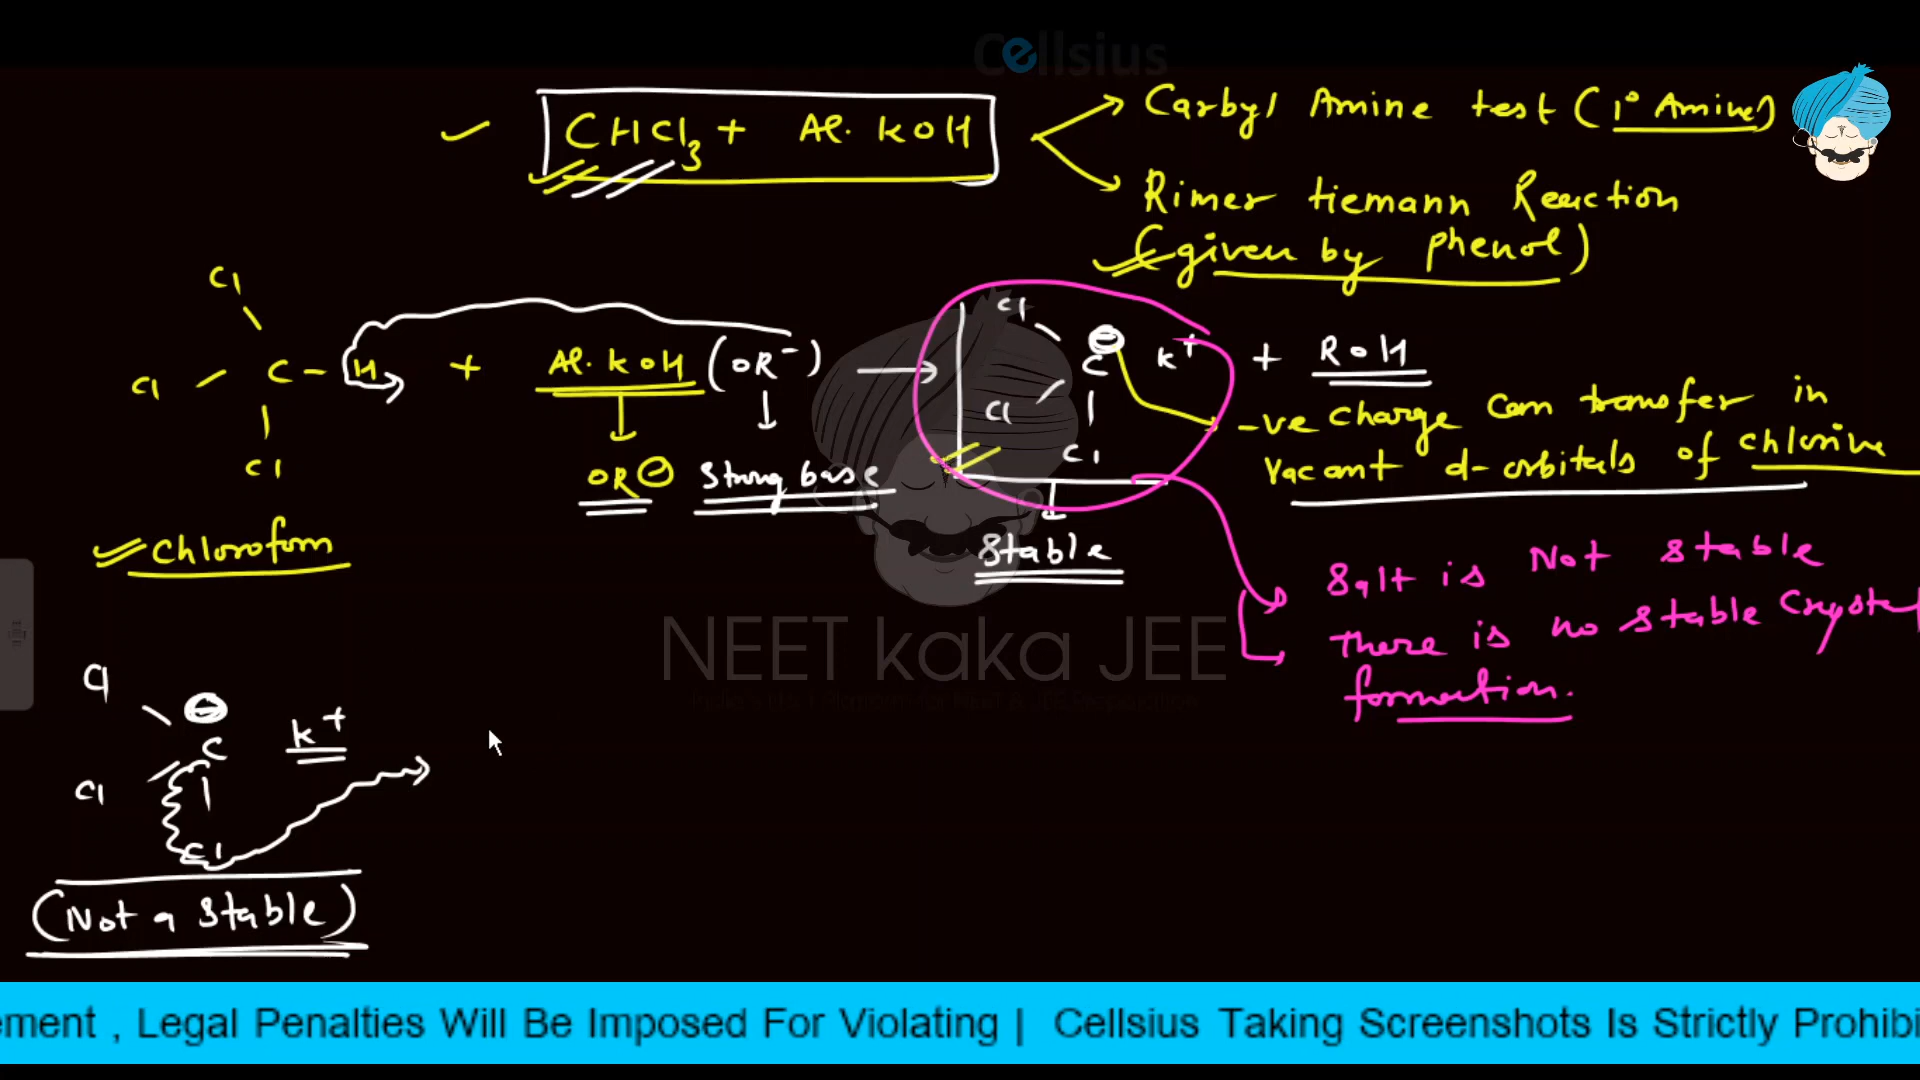 Cellsius
CHCl3 + Al. KOH
Carbyl Amine test (1° Amine)
Rimer tiemann Reaction
(given by phenol)
Cl
Cl
Cl - C - H + Al. KOH (OR-) → Cl C K+ + ROH
Cl
Cl
Cl
-ve charge can transfer in
vacant d-orbitals of chlorine
OR⊖ Strong base
Chloroform
Stable
Salt is Not stable
There is no stable Crystal
formation.
NEET kaka JEE
Cl
⊖
C K+
Cl
Cl
(Not a stable)
ement , Legal Penalties Will Be Imposed For Violating | Cellsius Taking Screenshots Is Strictly Prohibi